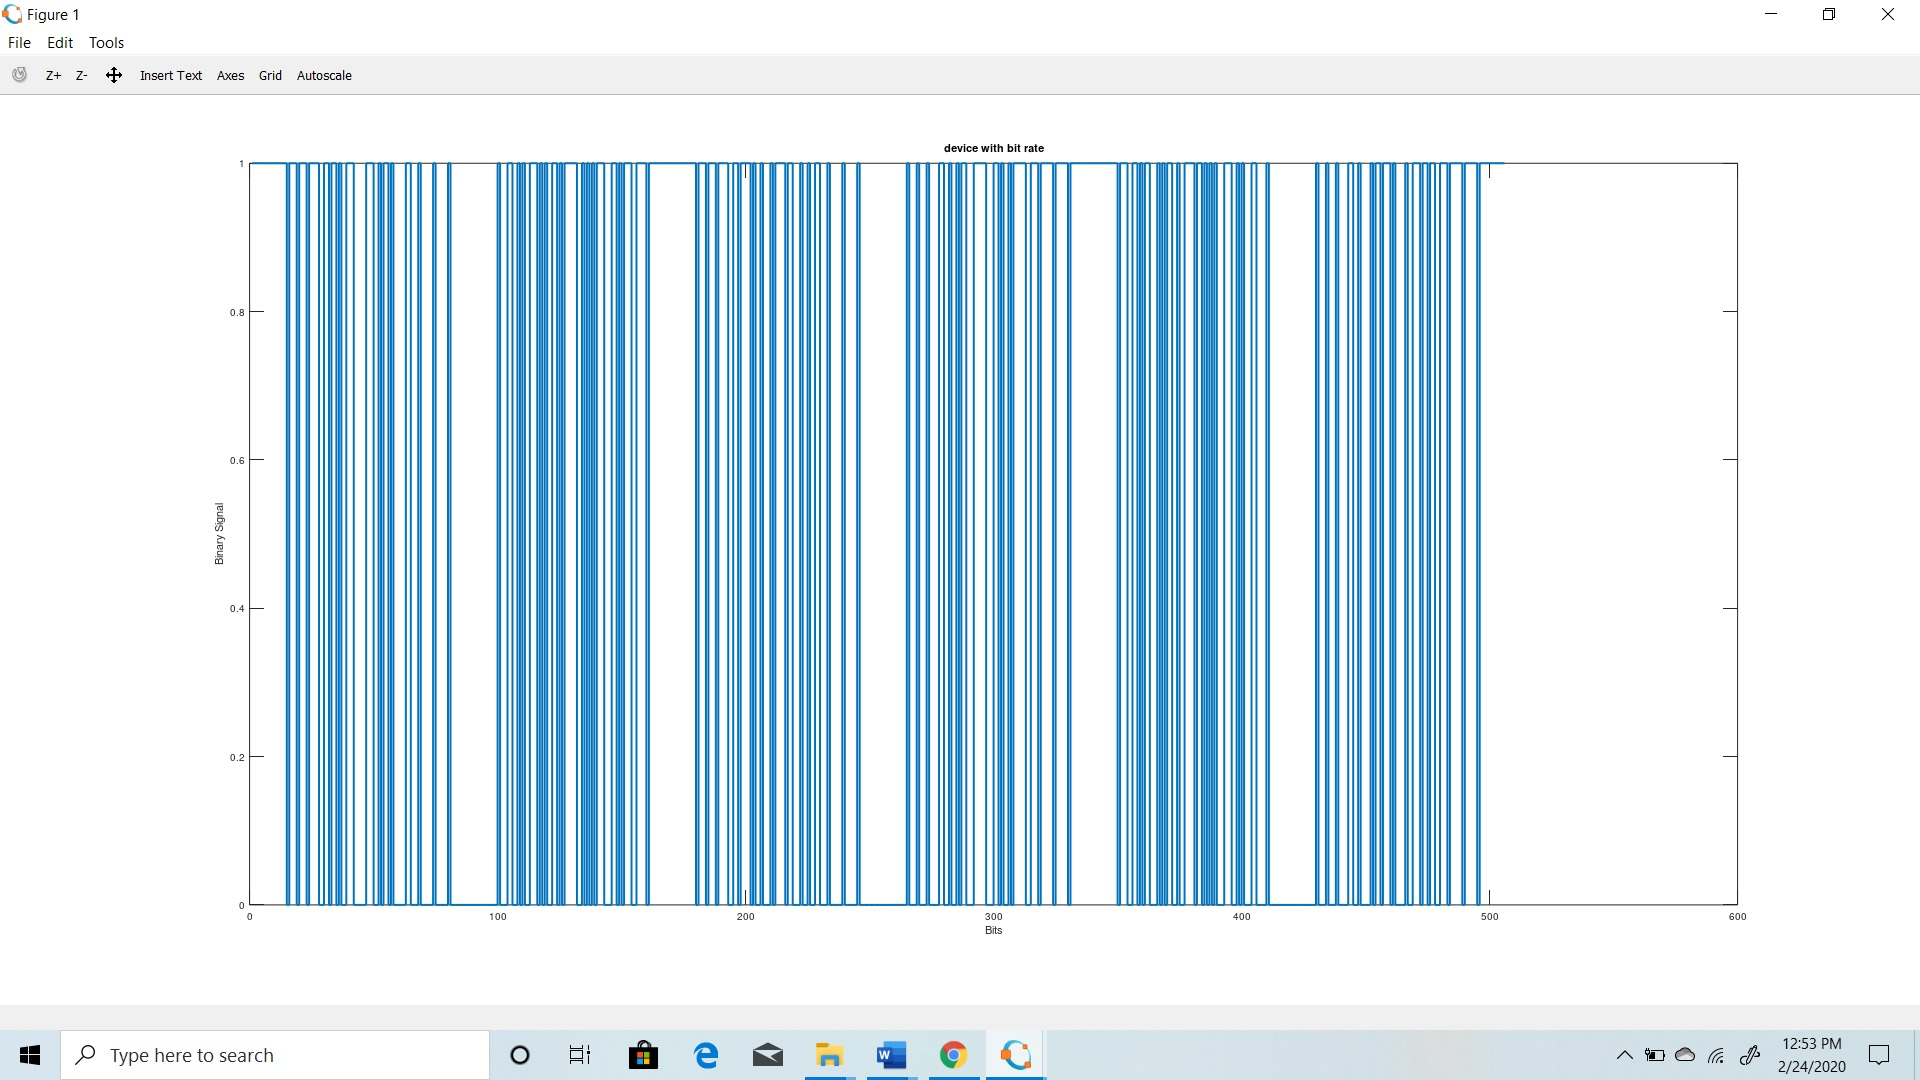 Figure 1
File Edit Tools
Z+ Z- Insert Text Axes Grid Autoscale
device with bit rate
1
0.8
0.6
0.4
0.2
0
Binary Signal
0 100 200 300 400 500 600
Bits
Type here to search
12:53 PM
2/24/2020